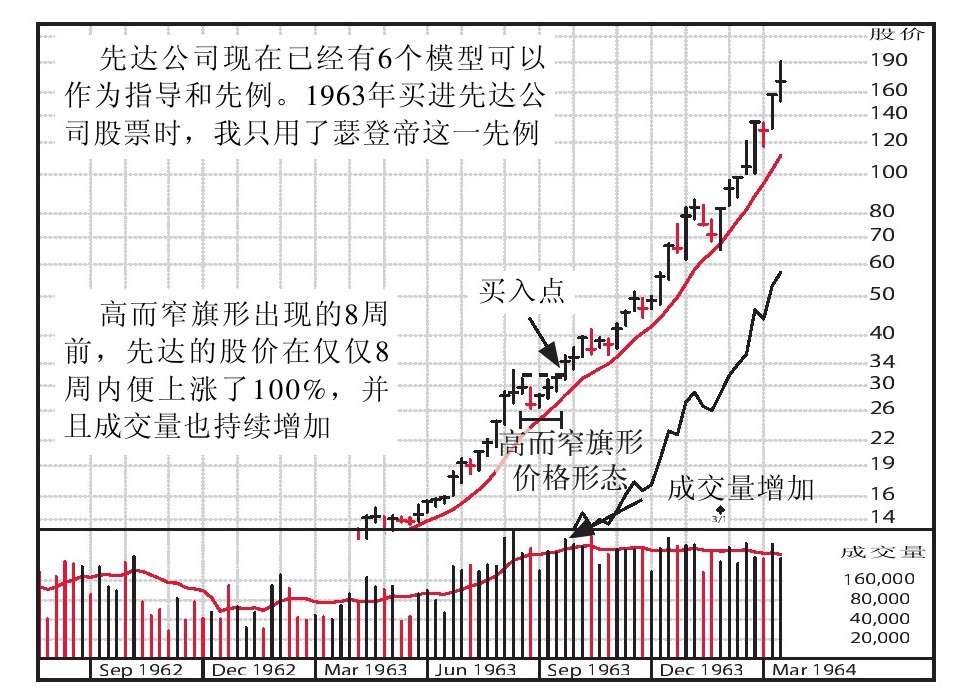 先达公司现在已经有6个模型可以
作为指导和先例。1963年买进先达公
司股票时，我只用了瑟登帝这一先例
股价
190
160
140
120
100
80
70
60
50
40
34
30
26
22
19
16
14
买入点
高而窄旗形出现的8周
前，先达的股价在仅仅8
周内便上涨了100%，并
且成交量也持续增加
高而窄旗形
价格形态
成交量增加
3/1
成交量
160,000
80,000
40,000
20,000
Sep 1962
Dec 1962
Mar 1963
Jun 1963
Sep 1963
Dec 1963
Mar 1964